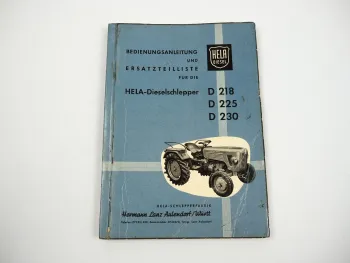 BEDIENUNGSANLEITUNG
UND
ERSATZTEILLISTE
FÜR DIE
HELA
DIESEL
HELA-Dieselschlepper D 218
D 225
D 230
HELA-SCHLEPPERFABRIK
Hermann Lanz Aulendorf/Württ